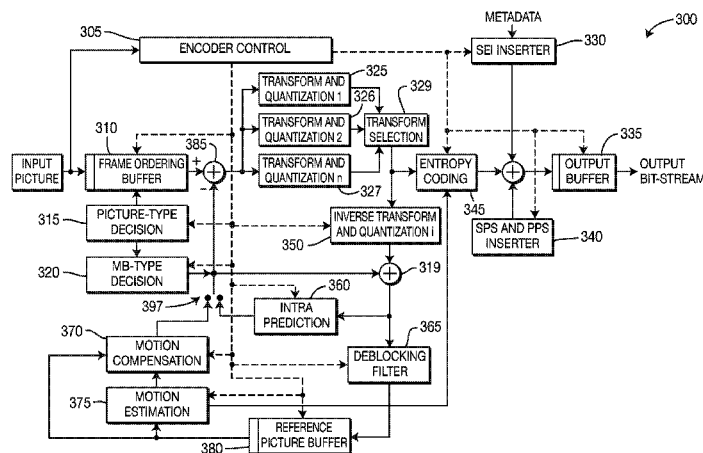 METADATA
300
305
ENCODER CONTROL
SEI INSERTER
330
325
TRANSFORM AND
QUANTIZATION 1
326
329
310
385
TRANSFORM AND
QUANTIZATION 2
TRANSFORM
SELECTION
335
INPUT
PICTURE
FRAME ORDERING
BUFFER
+
-
TRANSFORM AND
QUANTIZATION n
327
ENTROPY
CODING
345
OUTPUT
BUFFER
OUTPUT
BIT-STREAM
315
PICTURE-TYPE
DECISION
INVERSE TRANSFORM
AND QUANTIZATION i
350
SPS AND PPS
INSERTER
340
320
MB-TYPE
DECISION
319
360
397
INTRA
PREDICTION
365
370
MOTION
COMPENSATION
DEBLOCKING
FILTER
375
MOTION
ESTIMATION
REFERENCE
PICTURE BUFFER
380